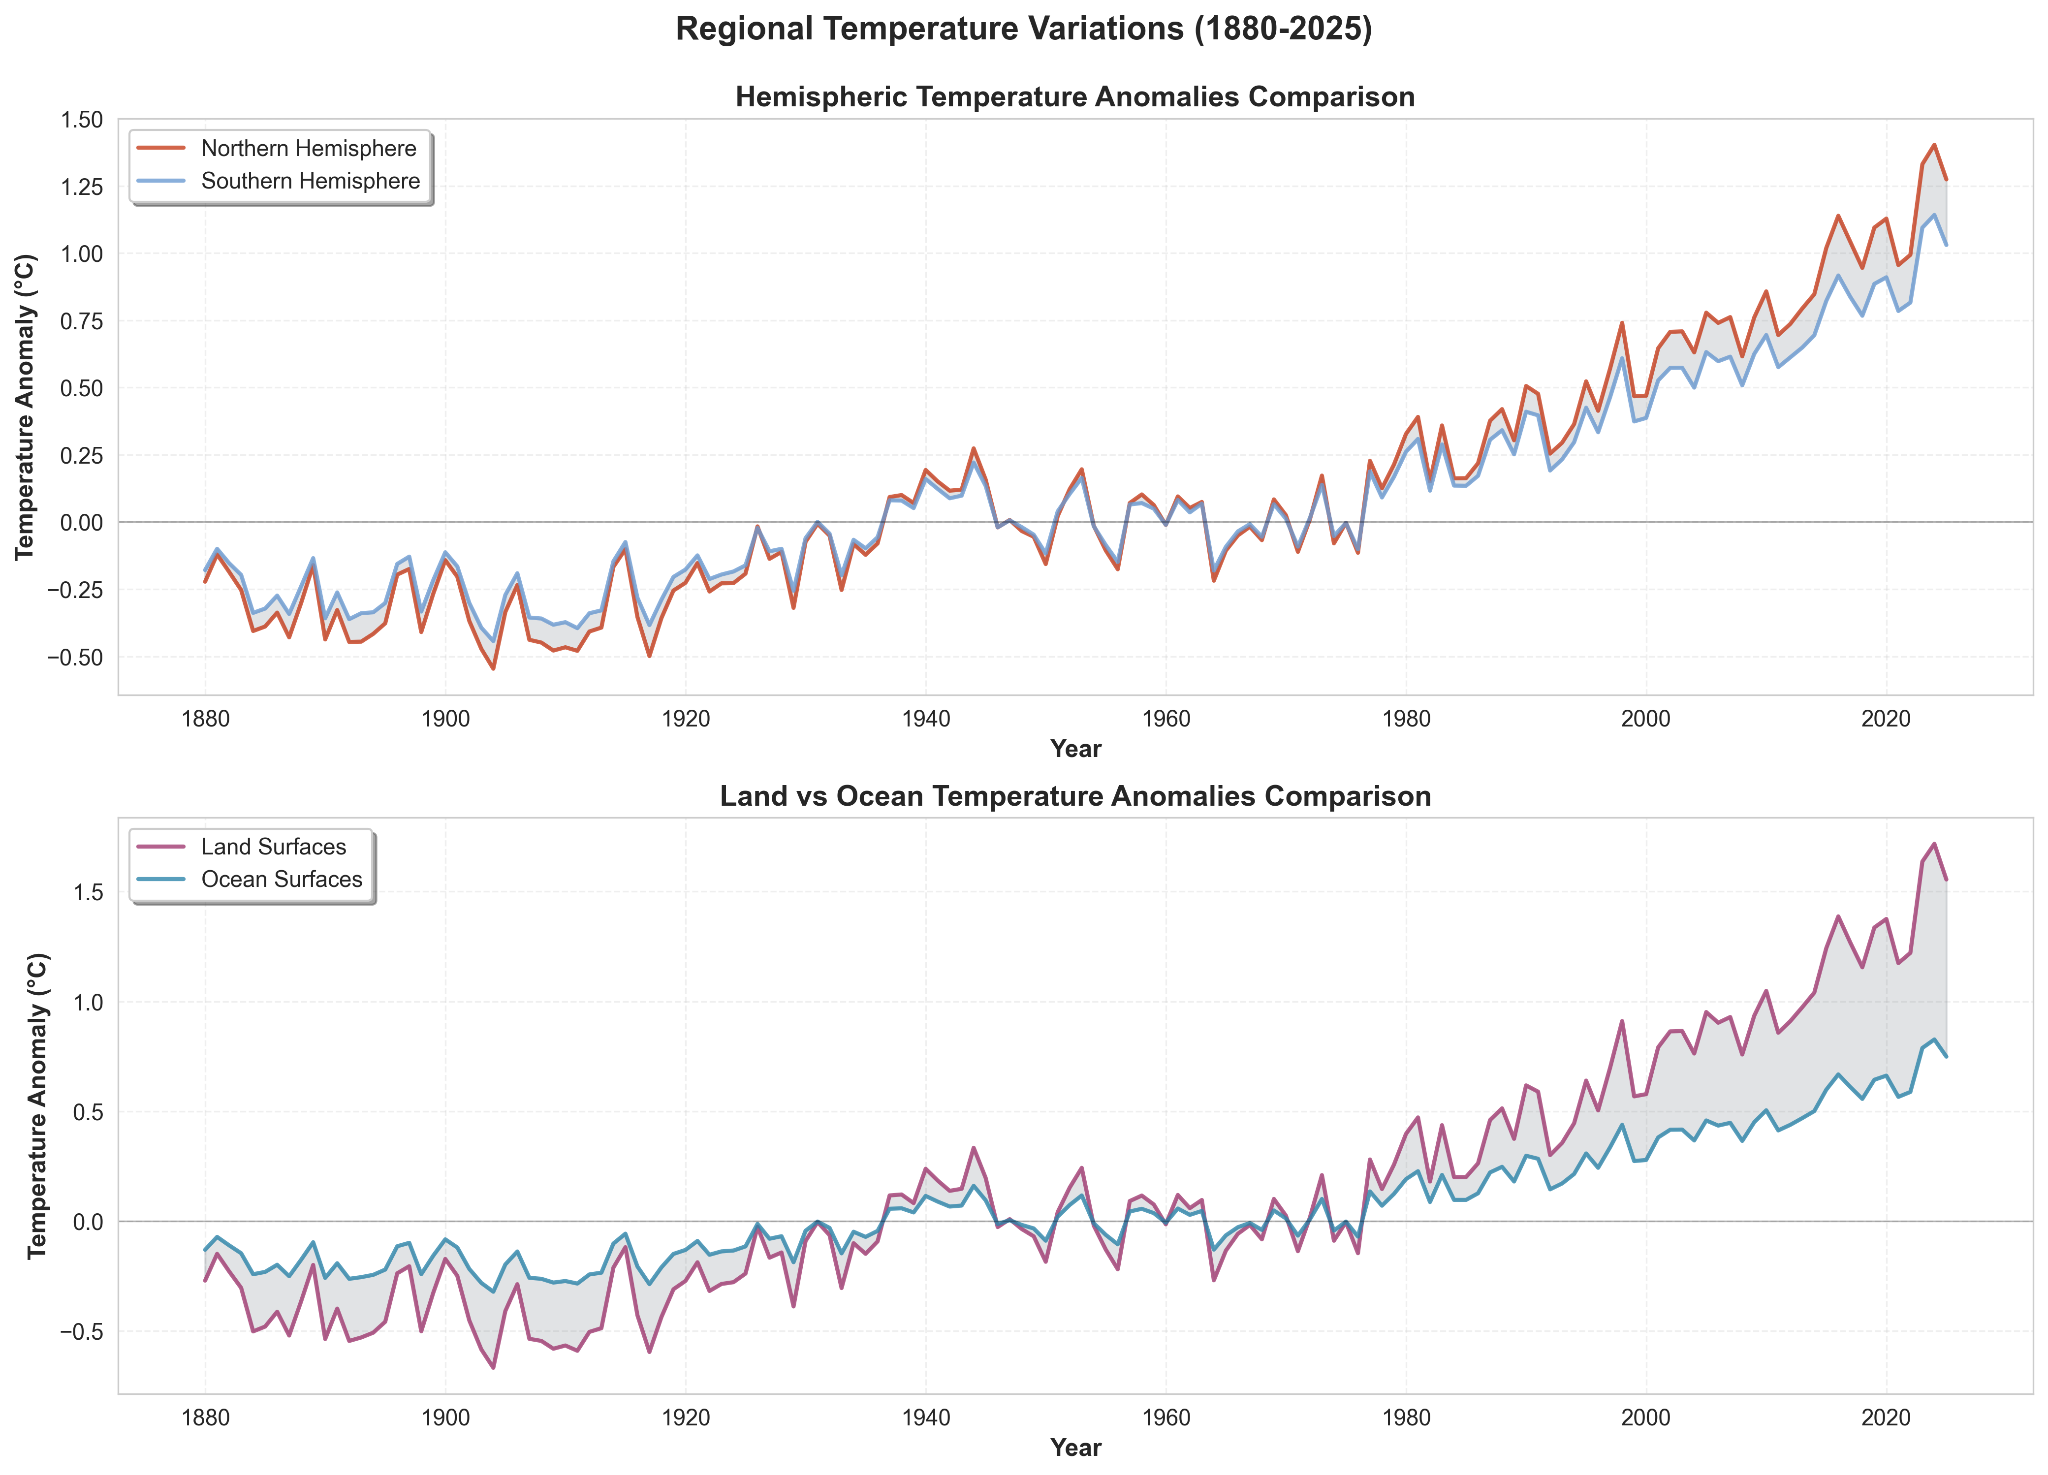 Regional Temperature Variations (1880-2025)
Hemispheric Temperature Anomalies Comparison
Northern Hemisphere
Southern Hemisphere
Temperature Anomaly (°C)
1.50
1.25
1.00
0.75
0.50
0.25
0.00
−0.25
−0.50
1880 1900 1920 1940 1960 1980 2000 2020
Year
Land vs Ocean Temperature Anomalies Comparison
Land Surfaces
Ocean Surfaces
Temperature Anomaly (°C)
1.5
1.0
0.5
0.0
−0.5
1880 1900 1920 1940 1960 1980 2000 2020
Year